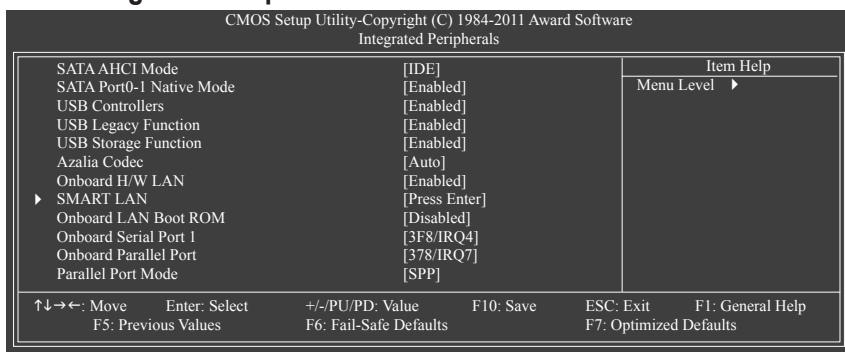 CMOS Setup Utility-Copyright (C) 1984-2011 Award Software
Integrated Peripherals
SATA AHCI Mode [IDE] Item Help
SATA Port0-1 Native Mode [Enabled] Menu Level ▶
USB Controllers [Enabled]
USB Legacy Function [Enabled]
USB Storage Function [Enabled]
Azalia Codec [Auto]
Onboard H/W LAN [Enabled]
▶ SMART LAN [Press Enter]
Onboard LAN Boot ROM [Disabled]
Onboard Serial Port 1 [3F8/IRQ4]
Onboard Parallel Port [378/IRQ7]
Parallel Port Mode [SPP]
↑↓→←: Move Enter: Select +/-/PU/PD: Value F10: Save ESC: Exit F1: General Help
F5: Previous Values F6: Fail-Safe Defaults F7: Optimized Defaults